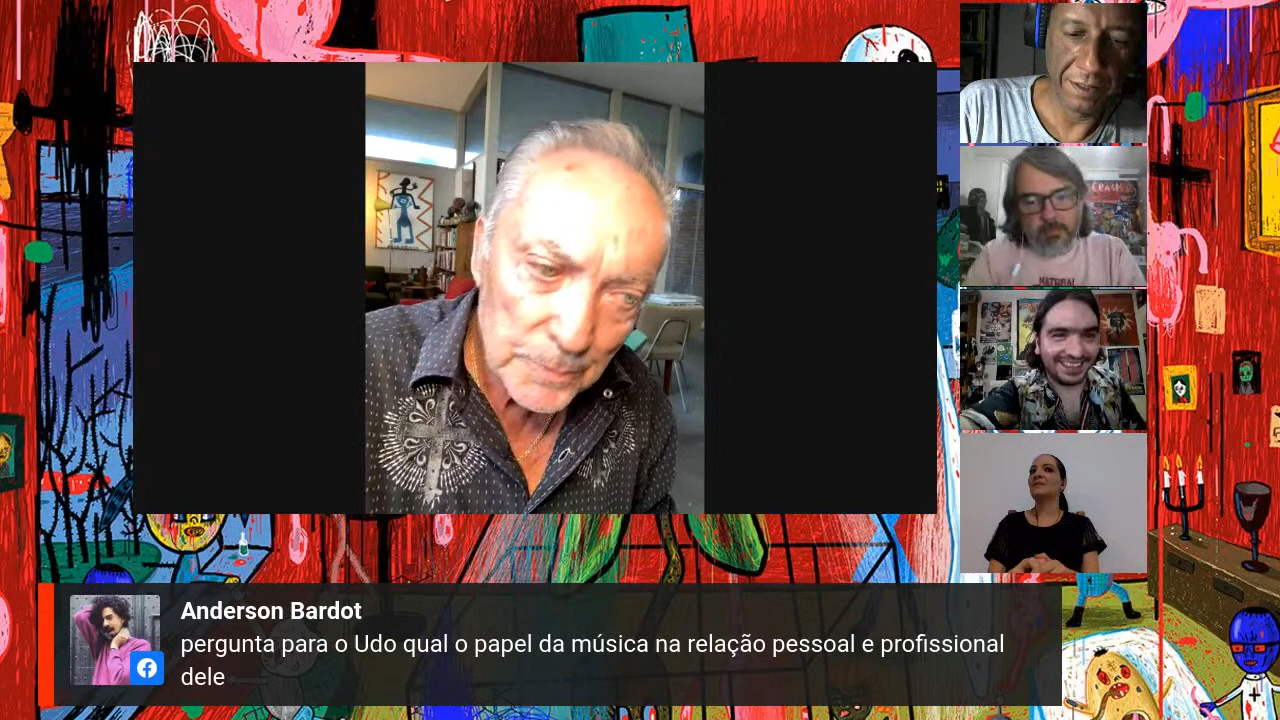 Anderson Bardot
pergunta para o Udo qual o papel da música na relação pessoal e profissional
dele